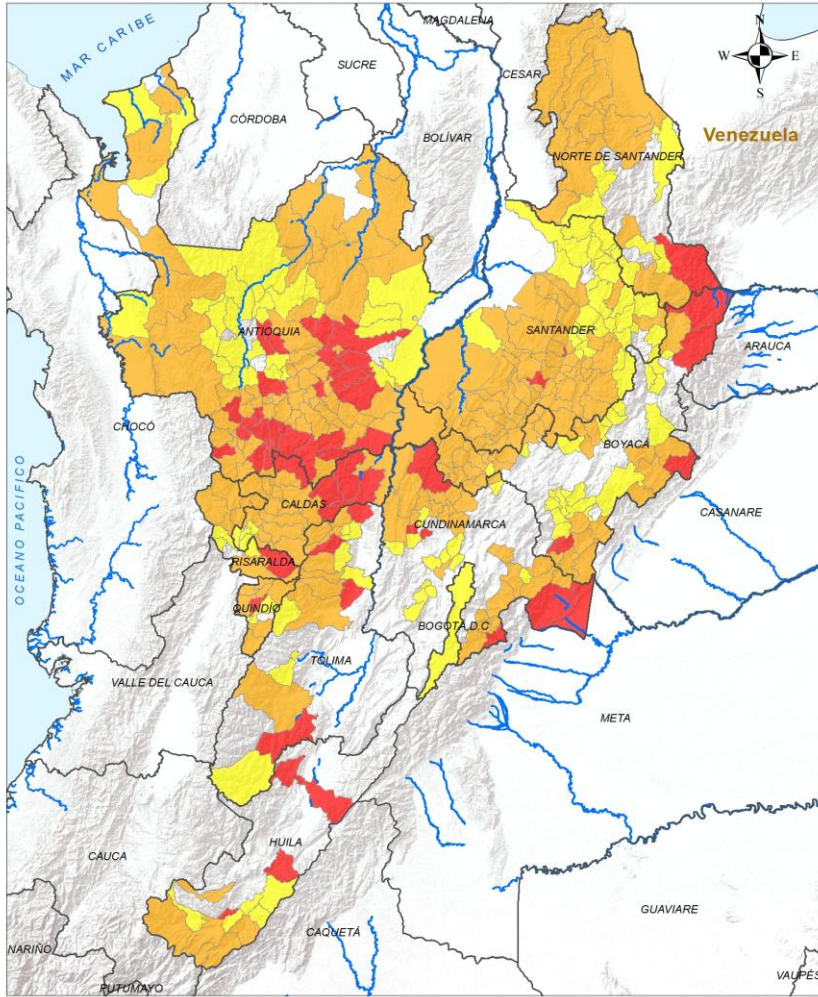 MAGDALENA
N
MAR CARIBE
SUCRE
CESAR
W
E
S
CÓRDOBA
BOLÍVAR
Venezuela
NORTE DE SANTANDER
ANTIOQUIA
SANTANDER
ARAUCA
CHOCÓ
BOYACÁ
OCEANO PACIFICO
CALDAS
CUNDINAMARCA
CASANARE
RISARALDA
QUINDÍO
BOGOTÁ, D.C
TOLIMA
VALLE DEL CAUCA
META
HUILA
CAUCA
GUAVIARE
CAQUETÁ
NARIÑO
PUTUMAYO
VAUPÉS